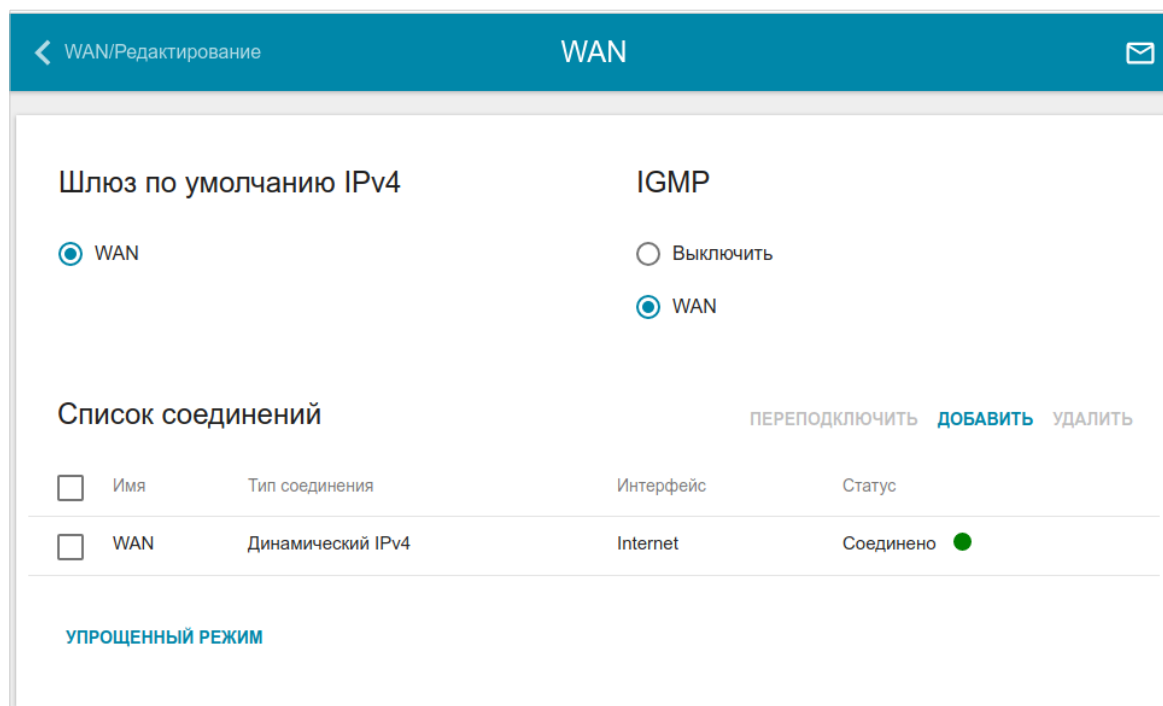 WAN/Редактирование
WAN
Шлюз по умолчанию IPv4
IGMP
WAN
Выключить
WAN
Список соединений
ПЕРЕПОДКЛЮЧИТЬ ДОБАВИТЬ УДАЛИТЬ
Имя Тип соединения Интерфейс Статус
WAN Динамический IPv4 Internet Соединено
УПРОЩЕННЫЙ РЕЖИМ